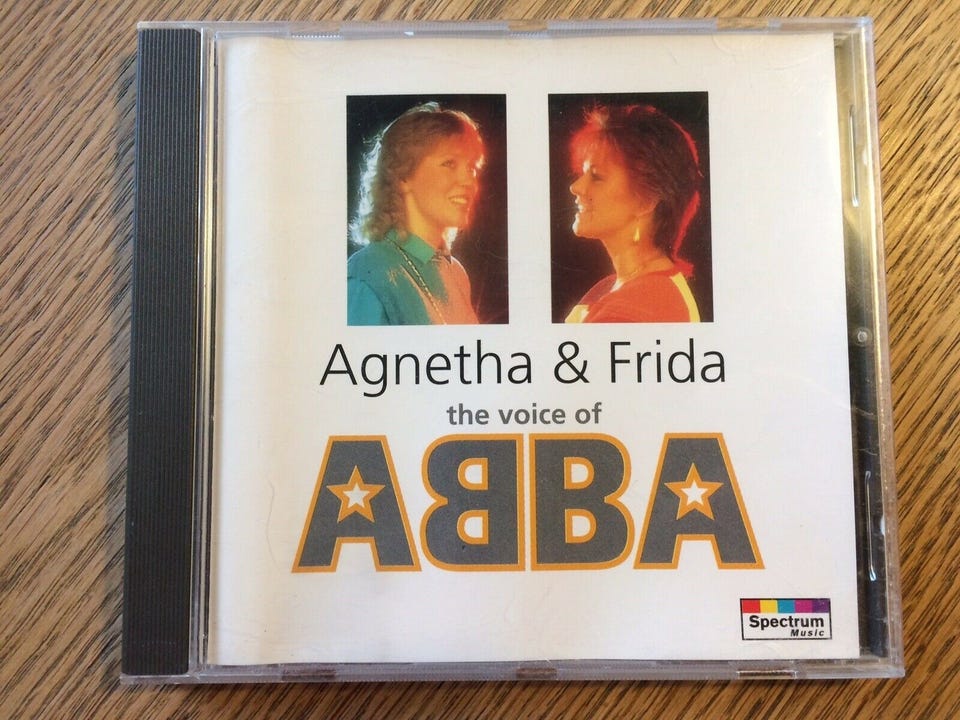 Agnetha & Frida
the voice of
ABBA
Spectrum
Music